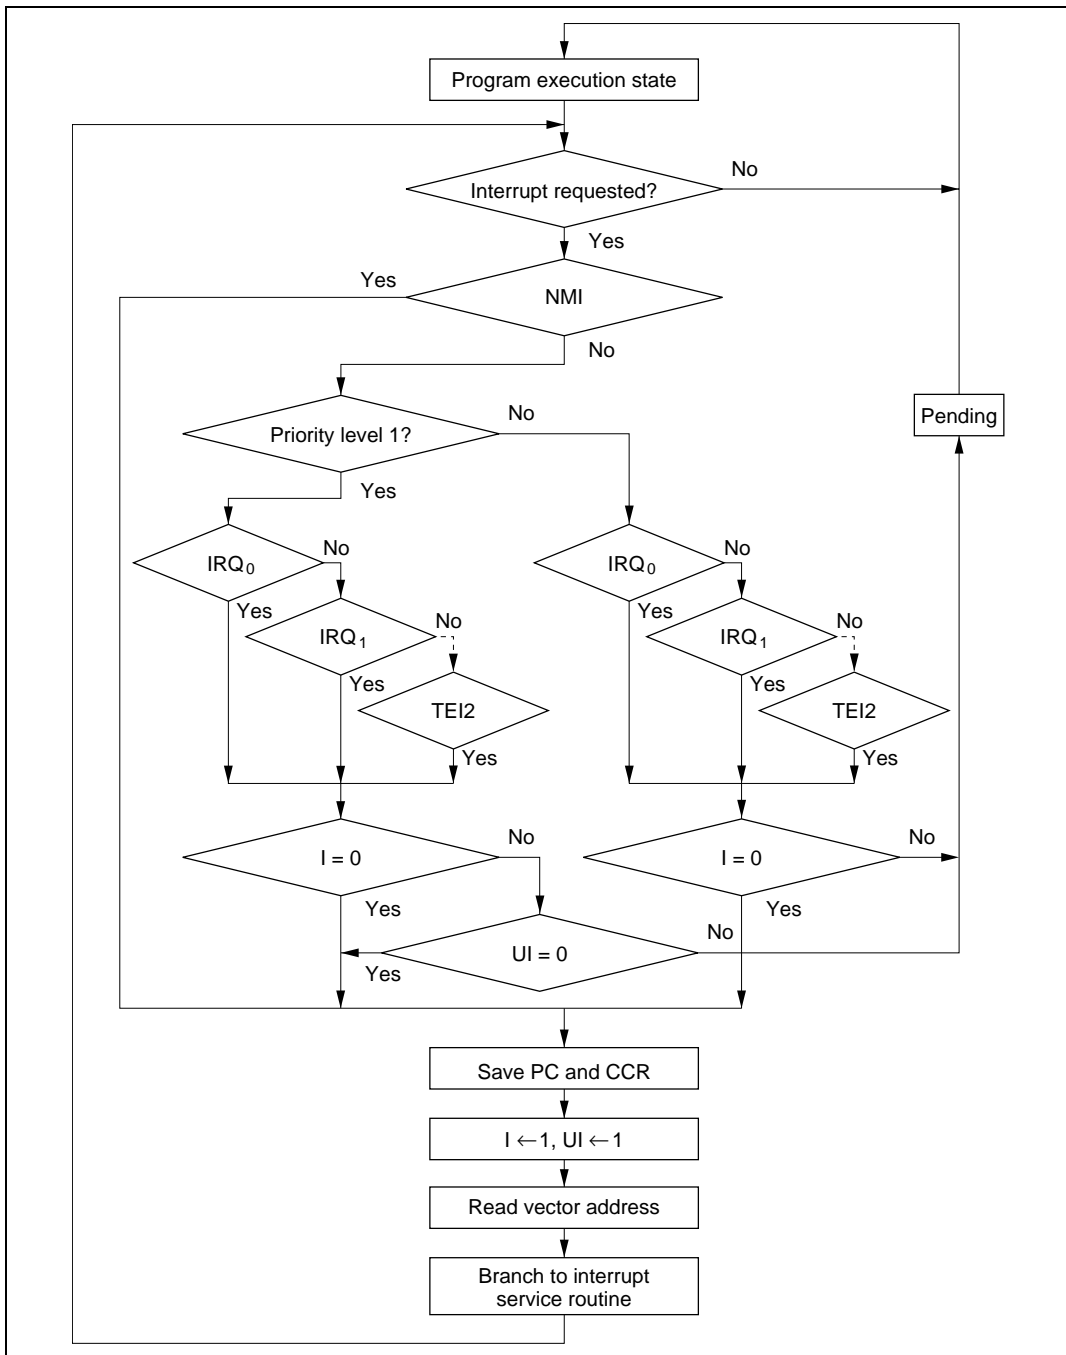 Program execution state
No
Interrupt requested?
Yes
Yes
NMI
No
No
Pending
Priority level 1?
Yes
IRQ0
No
IRQ0
No
Yes
IRQ1
No
Yes
IRQ1
No
Yes
TEI2
Yes
TEI2
Yes
Yes
No
I = 0
No
I = 0
Yes
Yes
No
UI = 0
Yes
Save PC and CCR
I ←1, UI ←1
Read vector address
Branch to interrupt
service routine